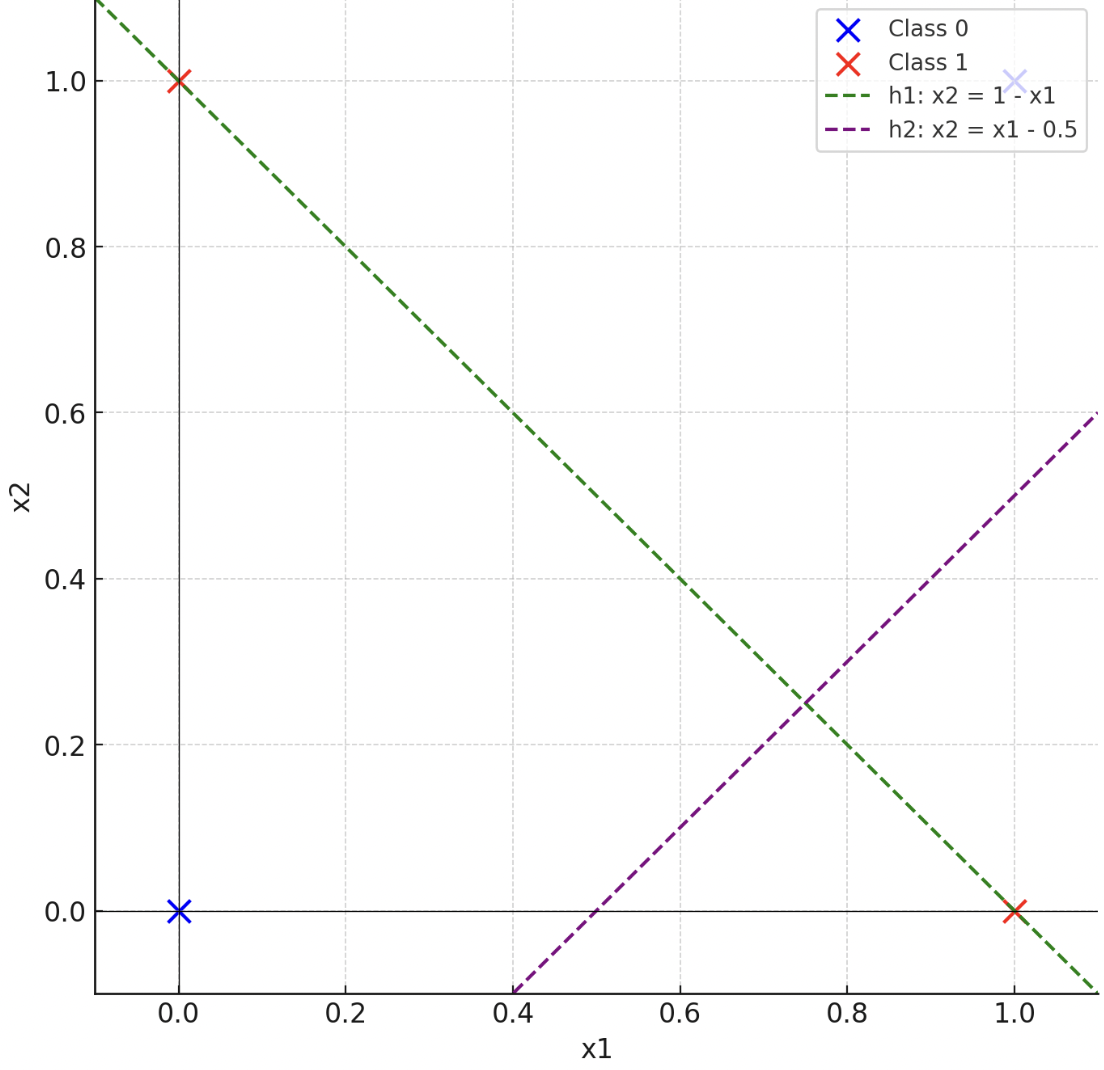 Class 0
Class 1
h1: x2 = 1 - x1
h2: x2 = x1 - 0.5
1.0
0.8
0.6
0.4
0.2
0.0
x2
0.0 0.2 0.4 0.6 0.8 1.0
x1